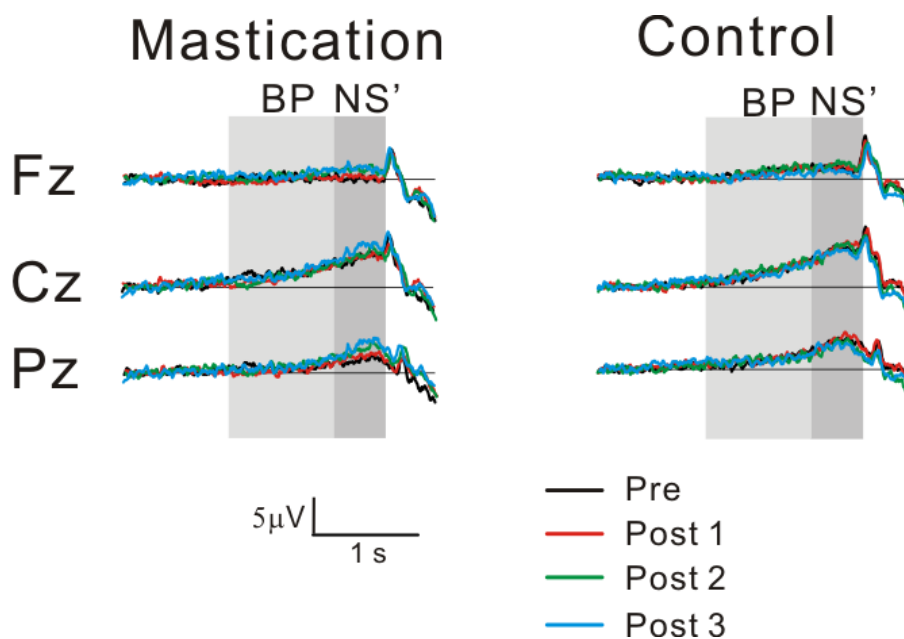 Mastication
Control
BP NS’
BP NS’
Fz
Cz
Pz
5μV
1 s
Pre
Post 1
Post 2
Post 3